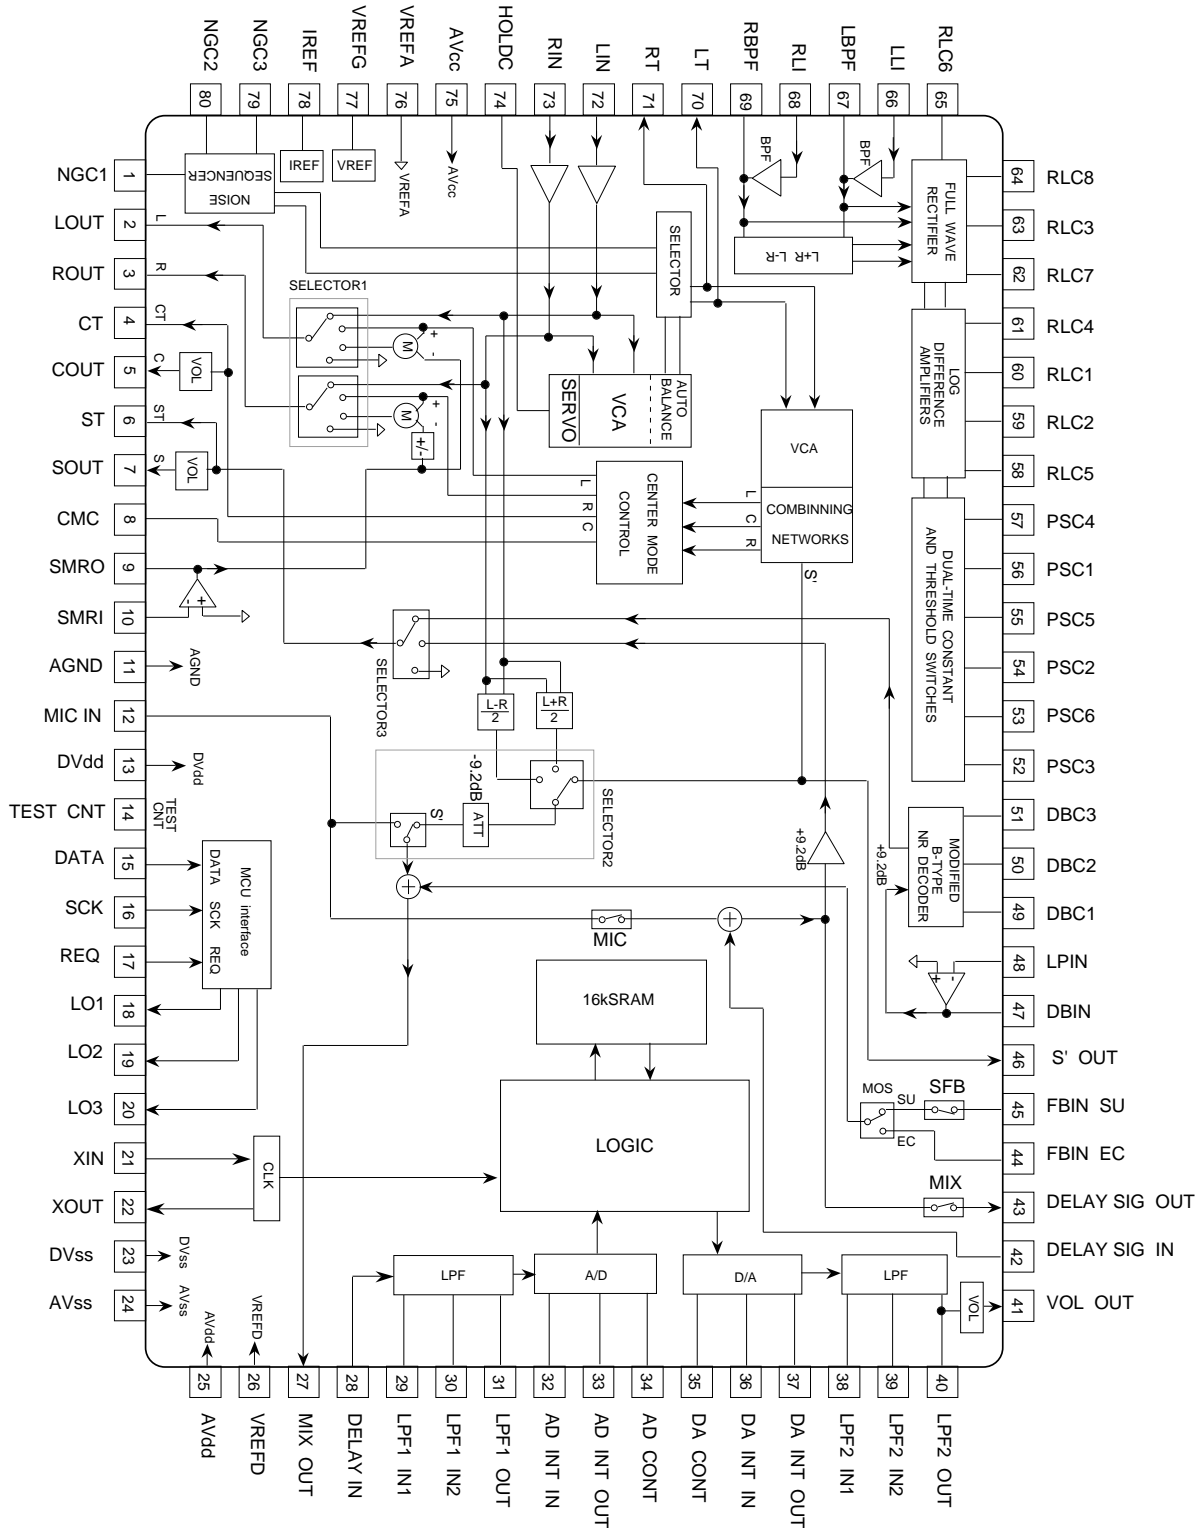 NGC2
NGC3
IREF
VREFG
VREFA
AVcc
HOLDC
RIN
LIN
RT
LT
RBPF
RLI
LBPF
LLI
RLC6
80
79
78
77
76
75
74
73
72
71
70
69
68
67
66
65
NGC1
1
LOUT
2
ROUT
3
CT
4
COUT
5
ST
6
SOUT
7
CMC
8
SMRO
9
SMRI
10
AGND
11
MIC IN
12
DVdd
13
TEST CNT
14
DATA
15
SCK
16
REQ
17
LO1
18
LO2
19
LO3
20
XIN
21
XOUT
22
DVss
23
AVss
24
64
RLC8
63
RLC3
62
RLC7
61
RLC4
60
RLC1
59
RLC2
58
RLC5
57
PSC4
56
PSC1
55
PSC5
54
PSC2
53
PSC6
52
PSC3
51
DBC3
50
DBC2
49
DBC1
48
LPIN
47
DBIN
46
S' OUT
45
FBIN SU
44
FBIN EC
43
DELAY SIG OUT
42
DELAY SIG IN
41
VOL OUT
NOISE
SEQUENCER
IREF
VREF
VREFA
AVcc
BPF
BPF
FULL WAVE
RECTIFIER
L+R L-R
SELECTOR
L
R
CT
C
ST
S
VOL
VOL
SELECTOR1
M
+
-
M
+
-
+/-
SERVO
VCA
AUTO
BALANCE
LOG
DIFFERENCE
AMPLIFIERS
VCA
COMBINNING
NETWORKS
L
C
R
S'
CENTER MODE
CONTROL
L
R
C
DUAL-TIME CONSTANT
AND THRESHOLD SWITCHES
-
+
AGND
SELECTOR3
L-R
2
L+R
2
DVdd
TEST
CNT
SELECTOR2
-9.2dB
ATT
S'
+9.2dB
+9.2dB
MODIFIED
B-TYPE
NR DECODER
MCU interface
DATA
SCK
REQ
MIC
+
-
16kSRAM
LOGIC
MOS
SU
EC
SFB
MIX
CLK
DVss
AVss
AVdd
VREFD
LPF
A/D
D/A
LPF
VOL
25
26
27
28
29
30
31
32
33
34
35
36
37
38
39
40
AVdd
VREFD
MIX OUT
DELAY IN
LPF1 IN1
LPF1 IN2
LPF1 OUT
AD INT IN
AD INT OUT
AD CONT
DA CONT
DA INT IN
DA INT OUT
LPF2 IN1
LPF2 IN2
LPF2 OUT